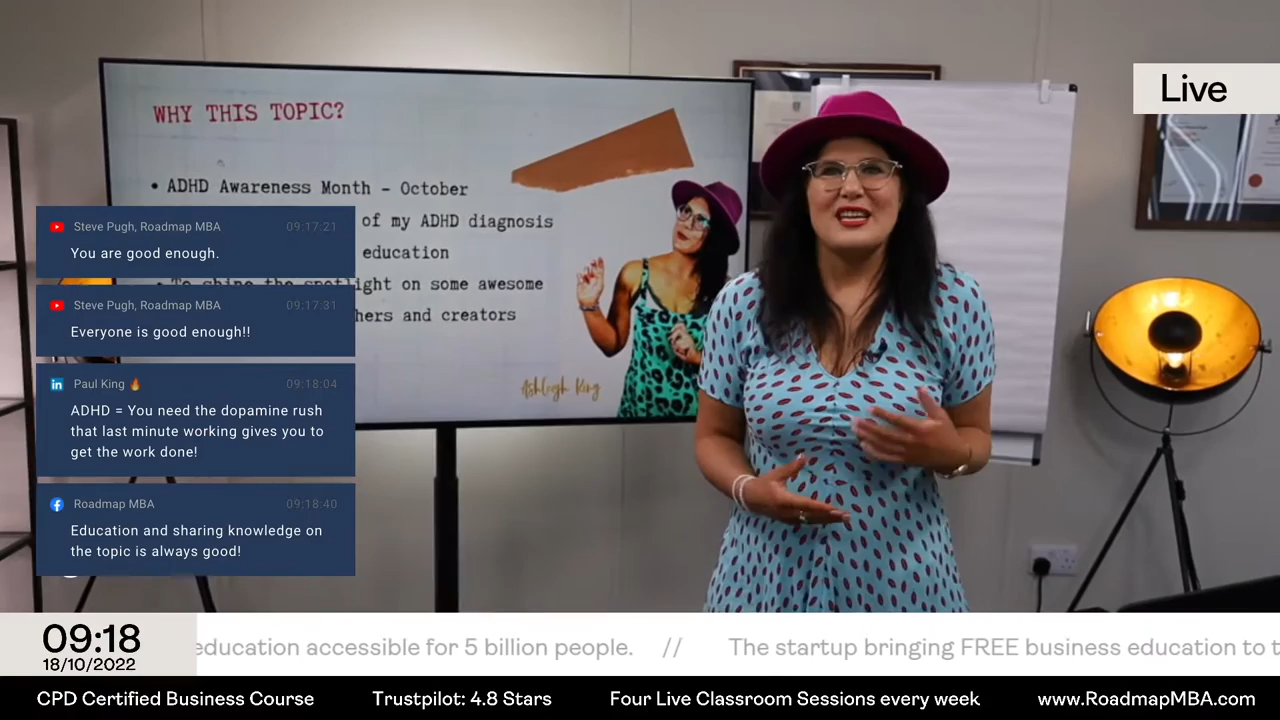 Live
WHY THIS TOPIC?
• ADHD Awareness Month - October
of my ADHD diagnosis
education
• To shine the spotlight on some awesome
hers and creators
Ashleigh King
Steve Pugh, Roadmap MBA 09:17:21
You are good enough.
Steve Pugh, Roadmap MBA 09:17:31
Everyone is good enough!!
in Paul King 🔥 09:18:04
ADHD = You need the dopamine rush
that last minute working gives you to
get the work done!
Roadmap MBA 09:18:40
Education and sharing knowledge on
the topic is always good!
09:18
18/10/2022
education accessible for 5 billion people. // The startup bringing FREE business education to t
CPD Certified Business Course Trustpilot: 4.8 Stars Four Live Classroom Sessions every week www.RoadmapMBA.com